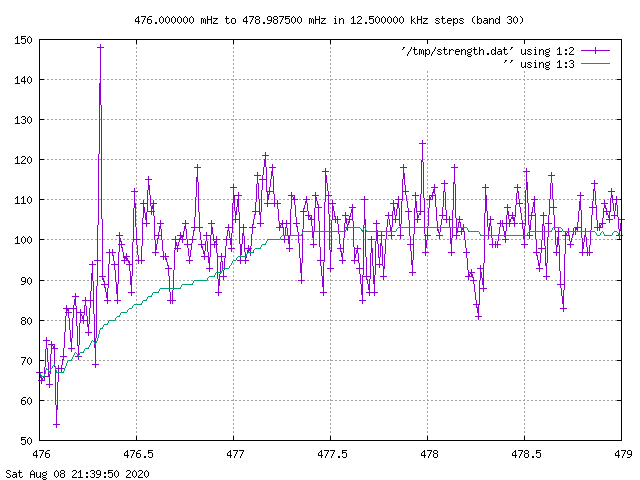 476.000000 mHz to 478.987500 mHz in 12.500000 kHz steps (band 30)
150
'/tmp/strength.dat' using 1:2
'' using 1:3
140
130
120
110
100
90
80
70
60
50
476 476.5 477 477.5 478 478.5 479
Sat Aug 08 21:39:50 2020